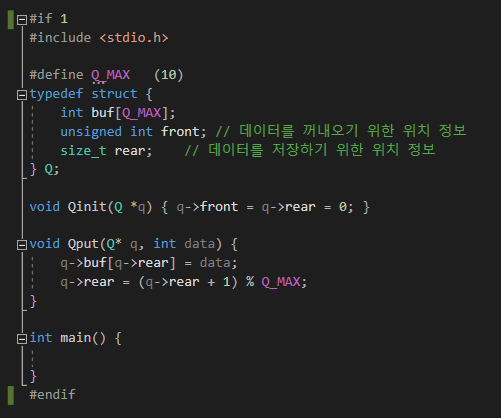 #if 1
#include <stdio.h>
#define Q_MAX (10)
typedef struct {
int buf[Q_MAX];
unsigned int front; // 데이터를 꺼내오기 위한 위치 정보
size_t rear; // 데이터를 저장하기 위한 위치 정보
} Q;
void Qinit(Q *q) { q->front = q->rear = 0; }
void Qput(Q* q, int data) {
q->buf[q->rear] = data;
q->rear = (q->rear + 1) % Q_MAX;
}
int main() {
}
#endif